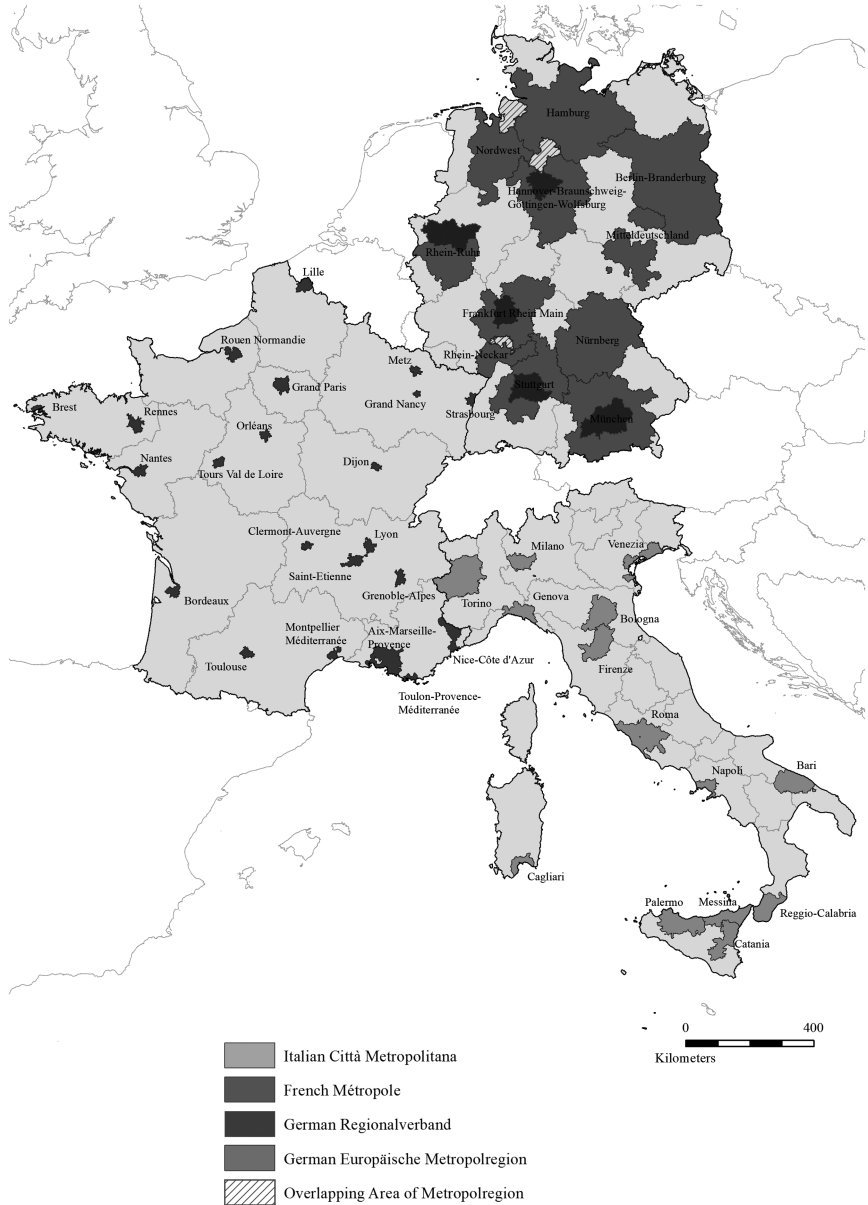 Hamburg
Nordwest
Berlin-Branderburg
Hannover-Braunschweig-
Göttingen-Wolfsburg
Mitteldeutschland
Rhein-Ruhr
Lille
Frankfurt Rhein Main
Rouen Normandie
Nürnberg
Metz
Rhein-Neckar
Grand Paris
Stuttgart
Grand Nancy
Brest
Rennes
Strasbourg
München
Orléans
Nantes
Tours Val de Loire
Dijon
Clermont-Auvergne
Lyon
Milano
Venezia
Saint-Etienne
Grenoble-Alpes
Torino
Genova
Bordeaux
Bologna
Montpellier
Méditerranée
Aix-Marseille-
Provence
Toulouse
Nice-Côte d'Azur
Firenze
Toulon-Provence-
Méditerranée
Roma
Napoli
Bari
Cagliari
Palermo
Messina
Reggio-Calabria
Catania
0 400
Kilometers
Italian Città Metropolitana
French Métropole
German Regionalverband
German Europäische Metropolregion
Overlapping Area of Metropolregion